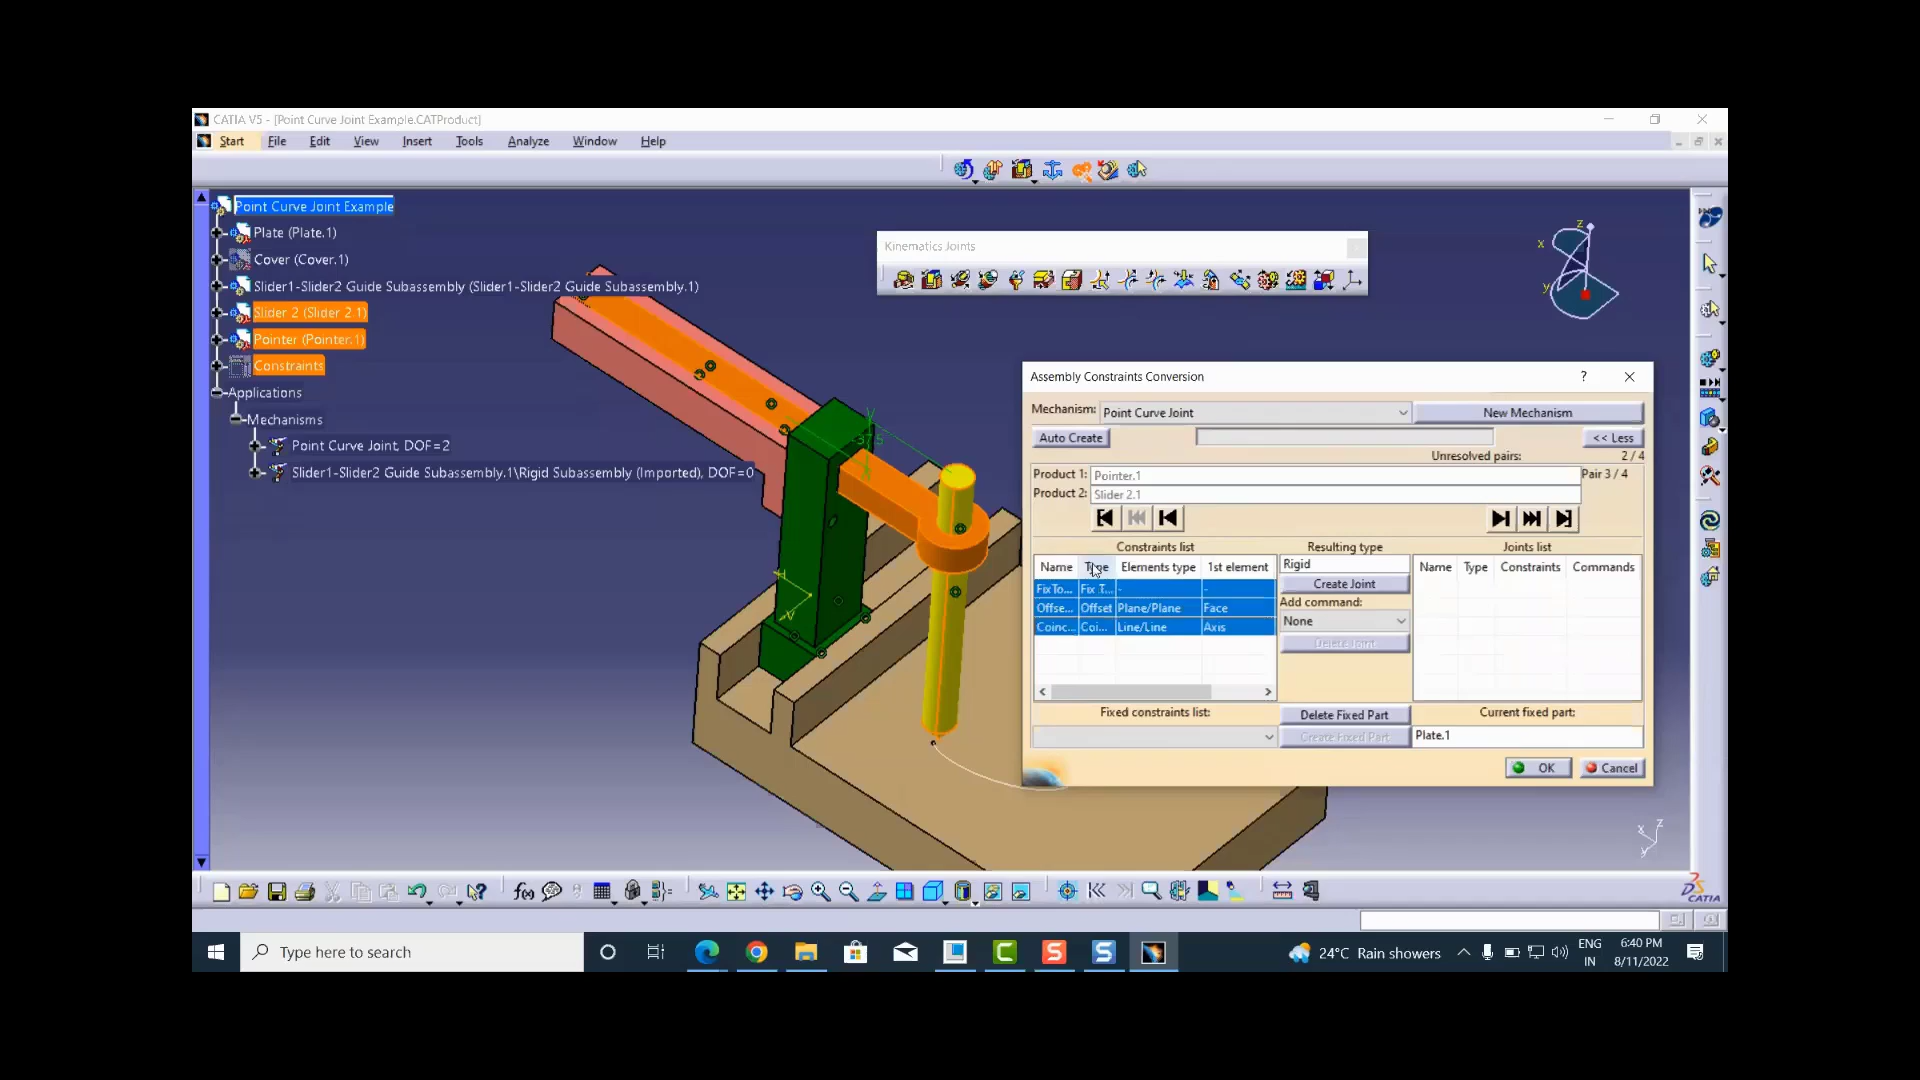 CATIA V5 - [Point Curve Joint Example.CATProduct]
Start File Edit View Insert Tools Analyze Window Help
Point Curve Joint Example
Plate (Plate.1)
Cover (Cover.1)
Slider1-Slider2 Guide Subassembly (Slider1-Slider2 Guide Subassembly.1)
Slider 2 (Slider 2.1)
Pointer (Pointer.1)
Constraints
Applications
Mechanisms
Point Curve Joint, DOF=2
Slider1-Slider2 Guide Subassembly.1\Rigid Subassembly (Imported), DOF=0
Kinematics Joints
z
x
y
H
V
Assembly Constraints Conversion
?
Mechanism: Point Curve Joint New Mechanism
Auto Create << Less
Unresolved pairs: 2 / 4
Product 1: Pointer.1 Pair 3 / 4
Product 2: Slider 2.1
Constraints list Resulting type Joints list
Name Type Elements type 1st element Rigid Name Type Constraints Commands
FixTo... Fix T... - - Create Joint
Offse... Offset Plane/Plane Face Add command:
Coinc... Coi... Line/Line Axis None
Delete Joint
Fixed constraints list: Delete Fixed Part Current fixed part:
Create Fixed Part Plate.1
OK Cancel
x z
y
f(x)
CATIA
Type here to search
24°C Rain showers
ENG
IN
6:40 PM
8/11/2022